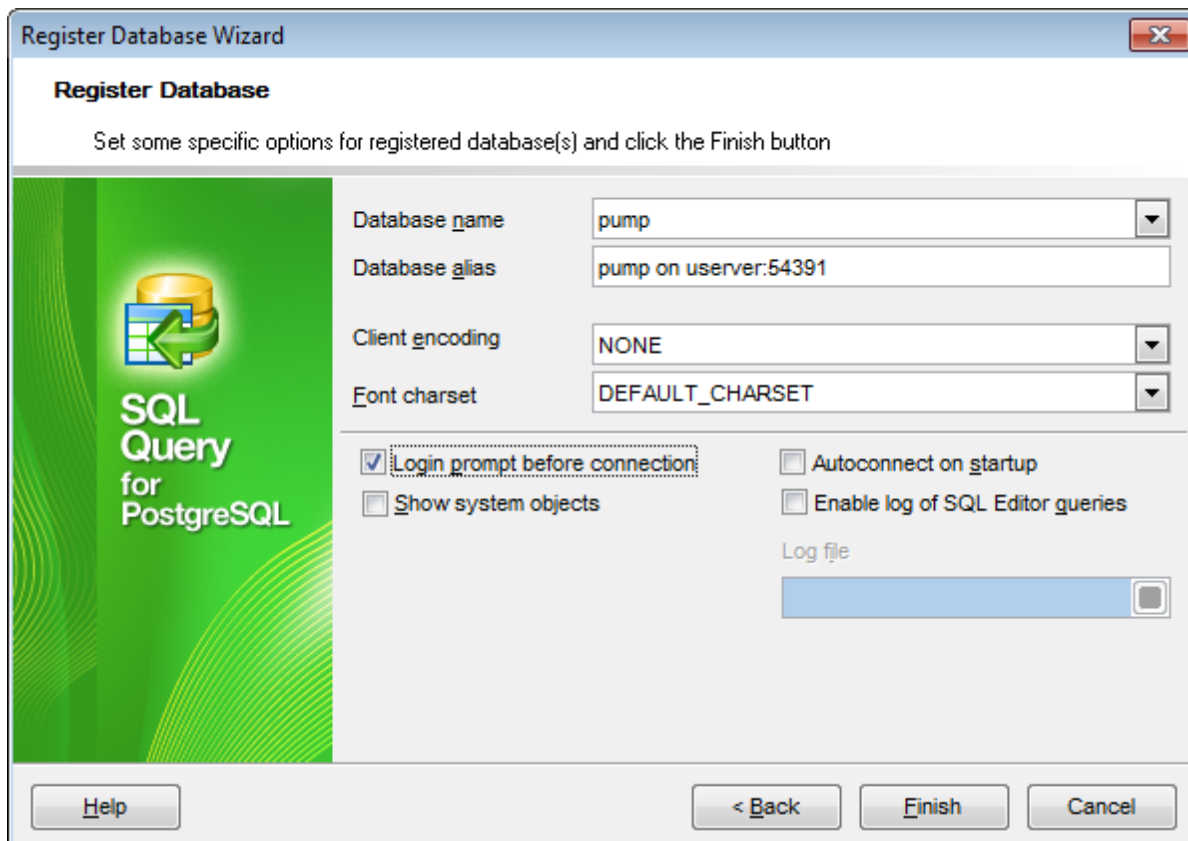 Register Database Wizard
Register Database
Set some specific options for registered database(s) and click the Finish button
SQL
Query
for
PostgreSQL
Database name
pump
Database alias
pump on userver:54391
Client encoding
NONE
Font charset
DEFAULT_CHARSET
Login prompt before connection
Autoconnect on startup
Show system objects
Enable log of SQL Editor queries
Log file
Help
< Back
Finish
Cancel